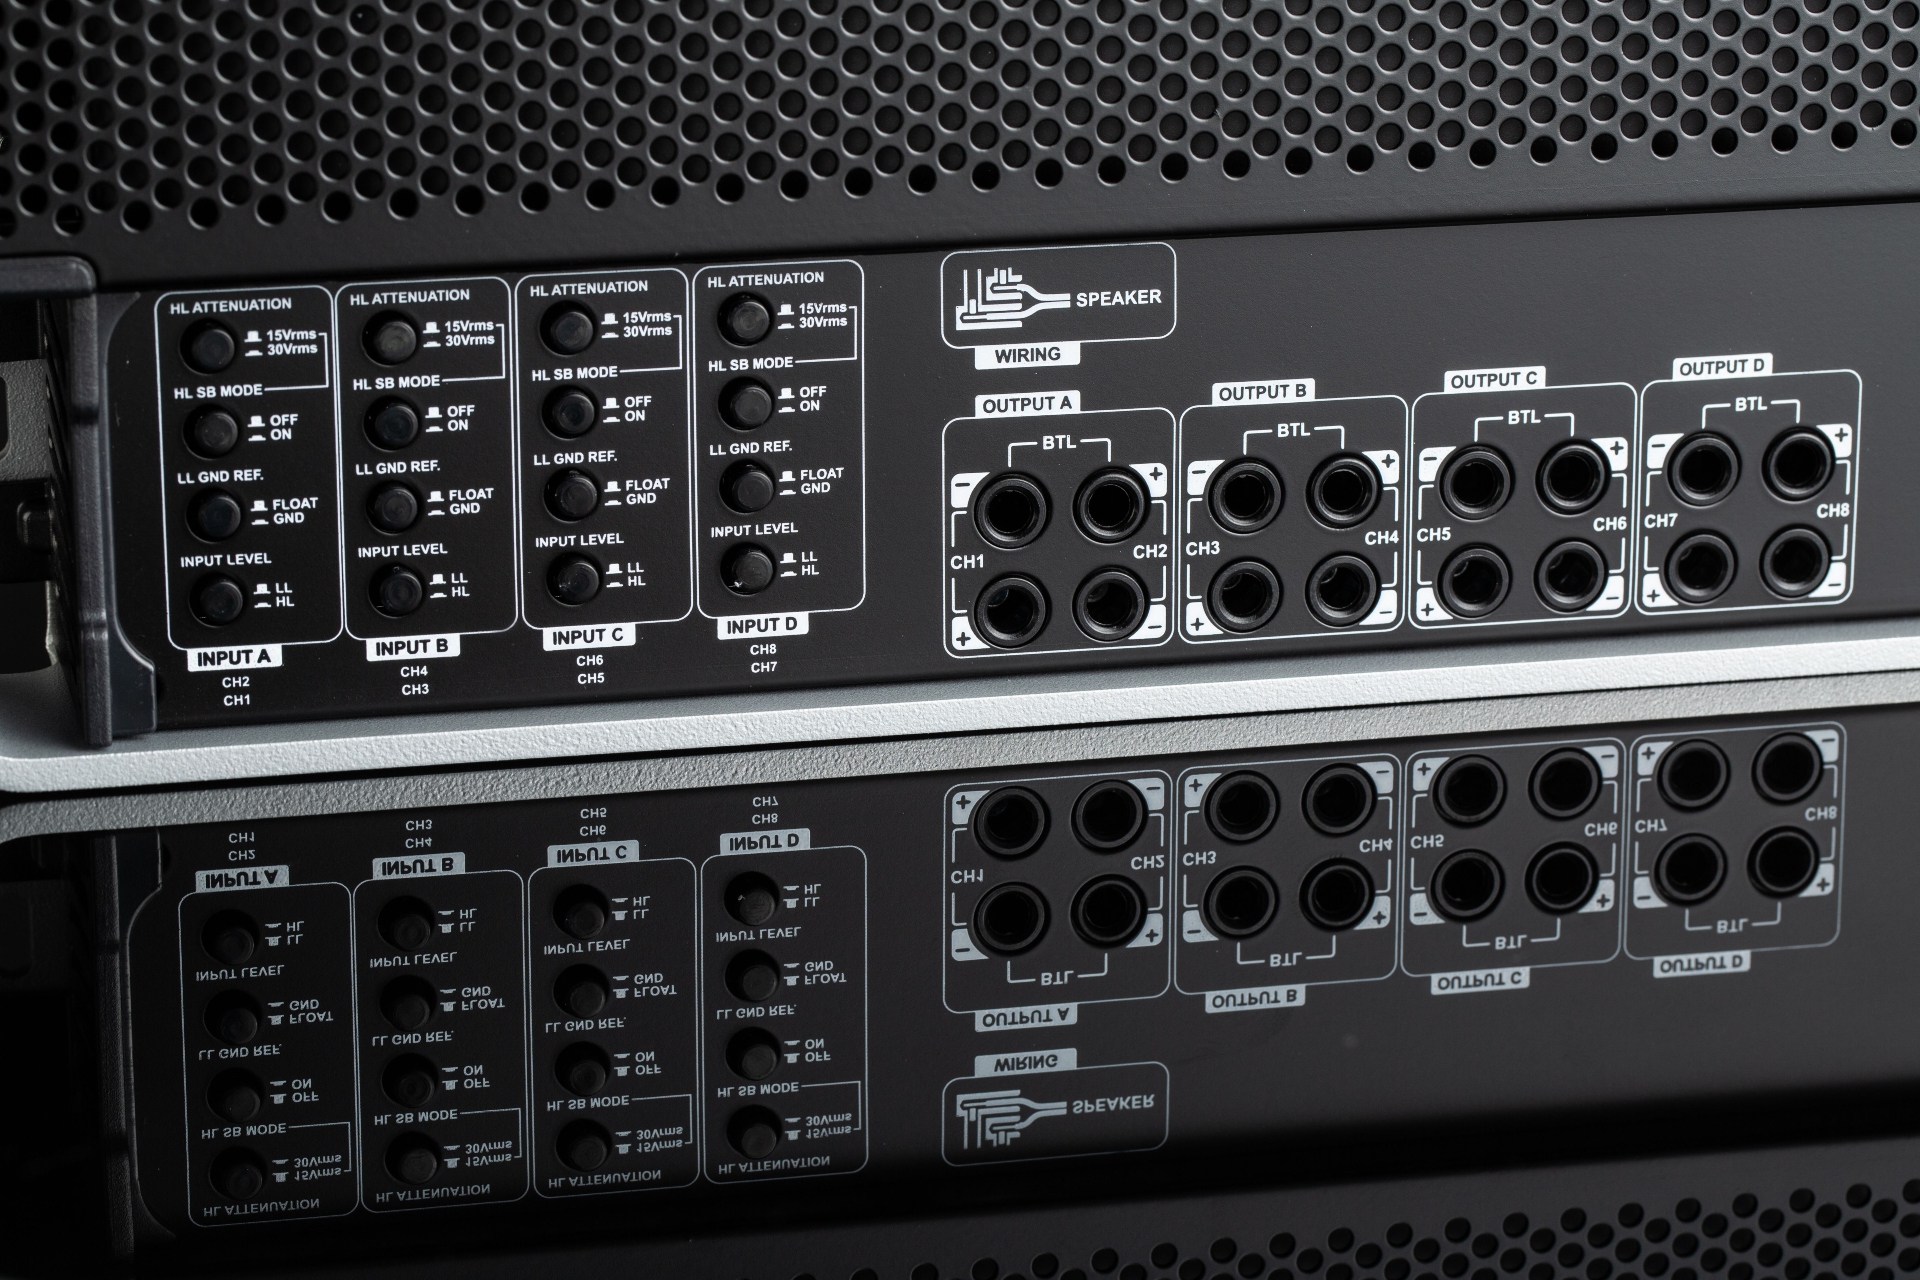 HL ATTENUATION
15Vrms
30Vrms
HL SB MODE
OFF
ON
LL GND REF.
FLOAT
GND
INPUT LEVEL
LL
HL
INPUT A
CH2
CH1
HL ATTENUATION
15Vrms
30Vrms
HL SB MODE
OFF
ON
LL GND REF.
FLOAT
GND
INPUT LEVEL
LL
HL
INPUT B
CH4
CH3
HL ATTENUATION
15Vrms
30Vrms
HL SB MODE
OFF
ON
LL GND REF.
FLOAT
GND
INPUT LEVEL
LL
HL
INPUT C
CH6
CH5
HL ATTENUATION
15Vrms
30Vrms
HL SB MODE
OFF
ON
LL GND REF.
FLOAT
GND
INPUT LEVEL
LL
HL
INPUT D
CH8
CH7
SPEAKER
WIRING
OUTPUT A
BTL
- +
CH1 CH2
+ -
OUTPUT B
BTL
- +
CH3 CH4
+ -
OUTPUT C
BTL
- +
CH5 CH6
+ -
OUTPUT D
BTL
- +
CH7 CH8
+ -